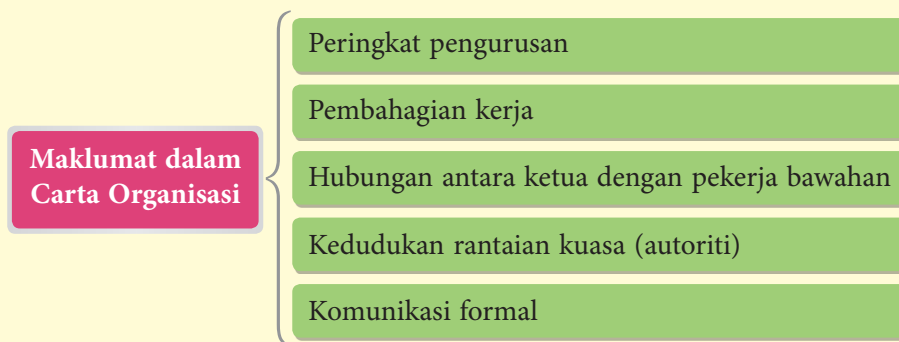 Maklumat dalam
Carta Organisasi
Peringkat pengurusan
Pembahagian kerja
Hubungan antara ketua dengan pekerja bawahan
Kedudukan rantaian kuasa (autoriti)
Komunikasi formal